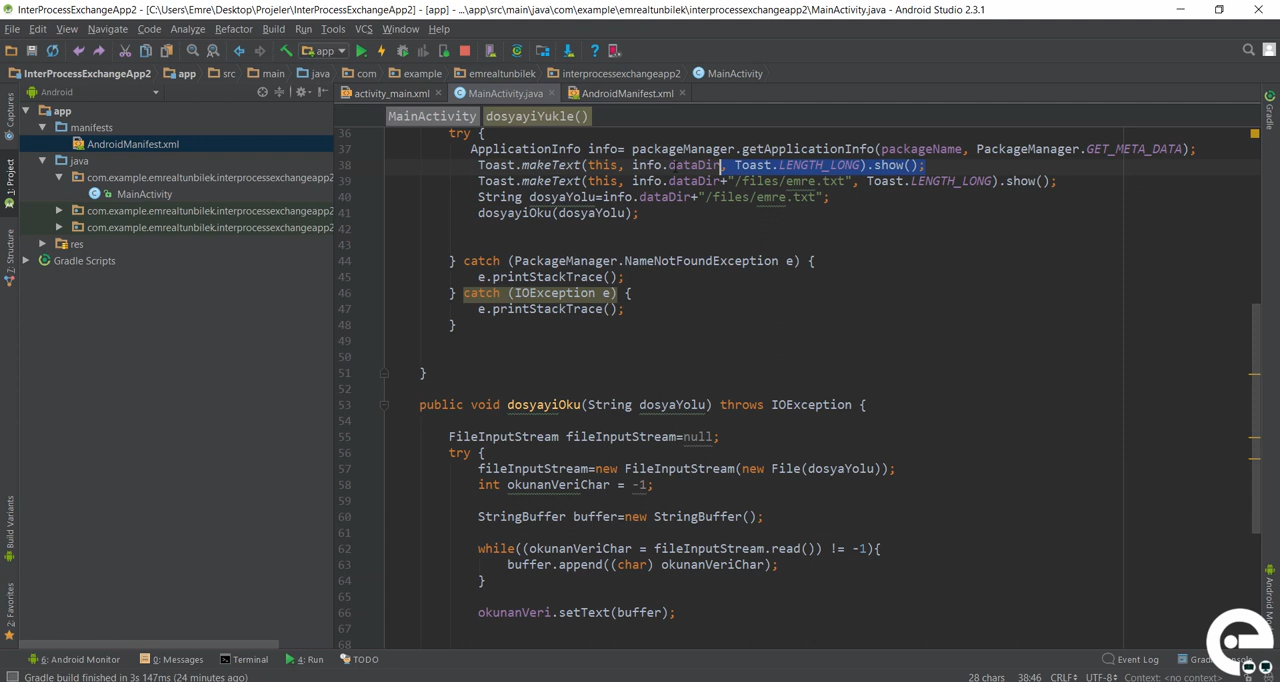 InterProcessExchangeApp2 - [C:\Users\Emre\Desktop\Projeler\InterProcessExchangeApp2] - [app] - ...\app\src\main\java\com\example\emrealtunbilek\interprocessexchangeapp2\MainActivity.java - Android Studio 2.3.1
File Edit View Navigate Code Analyze Refactor Build Run Tools VCS Window Help
app
InterProcessExchangeApp2 app src main java com example emrealtunbilek interprocessexchangeapp2 MainActivity
Android
activity_main.xml MainActivity.java AndroidManifest.xml
MainActivity dosyayiYukle()
app
manifests
AndroidManifest.xml
java
com.example.emrealtunbilek.interprocessexchangeapp2
MainActivity
com.example.emrealtunbilek.interprocessexchangeapp2
com.example.emrealtunbilek.interprocessexchangeapp2
res
Gradle Scripts
Captures
1: Project
Z: Structure
Build Variants
2: Favorites
36 try {
37 ApplicationInfo info= packageManager.getApplicationInfo(packageName, PackageManager.GET_META_DATA);
38 Toast.makeText(this, info.dataDir, Toast.LENGTH_LONG).show();
39 Toast.makeText(this, info.dataDir+"/files/emre.txt", Toast.LENGTH_LONG).show();
40 String dosyaYolu=info.dataDir+"/files/emre.txt";
41 dosyayiOku(dosyaYolu);
42
43
44 } catch (PackageManager.NameNotFoundException e) {
45 e.printStackTrace();
46 } catch (IOException e) {
47 e.printStackTrace();
48 }
49
50
51 }
52
53 public void dosyayiOku(String dosyaYolu) throws IOException {
54
55 FileInputStream fileInputStream=null;
56 try {
57 fileInputStream=new FileInputStream(new File(dosyaYolu));
58 int okunanVeriChar = -1;
59
60 StringBuffer buffer=new StringBuffer();
61
62 while((okunanVeriChar = fileInputStream.read()) != -1){
63 buffer.append((char) okunanVeriChar);
64 }
65
66 okunanVeri.setText(buffer);
67
68
Gradle
Android
6: Android Monitor 0: Messages Terminal 4: Run TODO Event Log
Gradle build finished in 3s 147ms (24 minutes ago) 28 chars 38:46 CRLF UTF-8 Context: <no context>